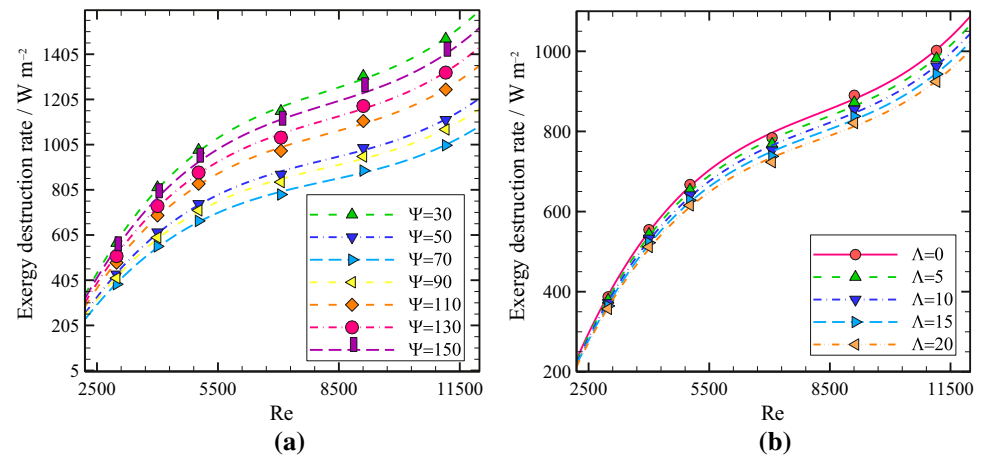 Exergy destruction rate / W m⁻²
1405
1205
1005
805
605
405
205
5
2500
5500
8500
11500
Re
Ψ=30
Ψ=50
Ψ=70
Ψ=90
Ψ=110
Ψ=130
Ψ=150
(a)
Exergy destruction rate / W m⁻²
1000
800
600
400
200
2500
5500
8500
11500
Re
Λ=0
Λ=5
Λ=10
Λ=15
Λ=20
(b)